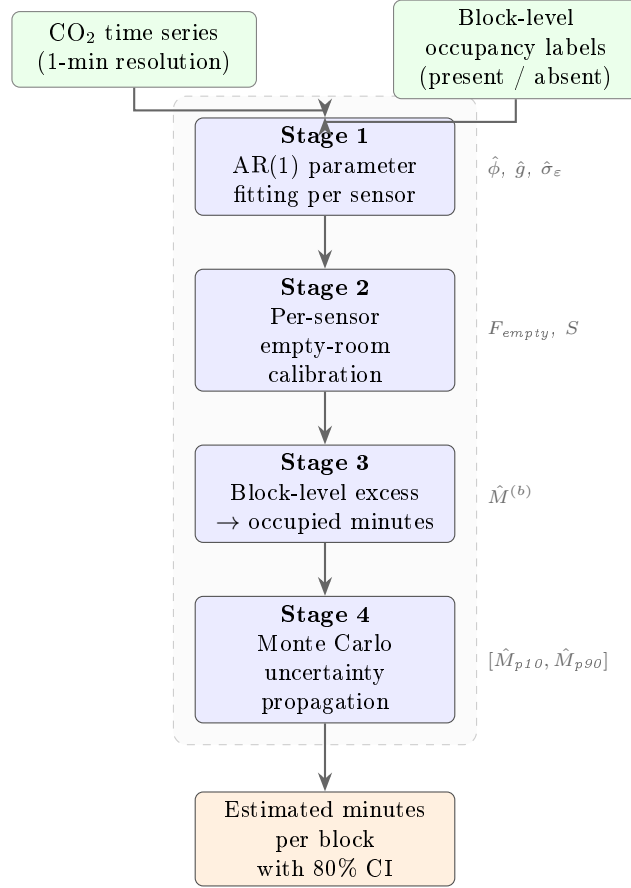 CO₂ time series
(1-min resolution)
Block-level
occupancy labels
(present / absent)
Stage 1
AR(1) parameter
fitting per sensor
ϕ̂, ĝ, σ̂_ε
Stage 2
Per-sensor
empty-room
calibration
F_empty, S
Stage 3
Block-level excess
→ occupied minutes
M̂^(b)
Stage 4
Monte Carlo
uncertainty
propagation
[M̂_p10, M̂_p90]
Estimated minutes
per block
with 80% CI